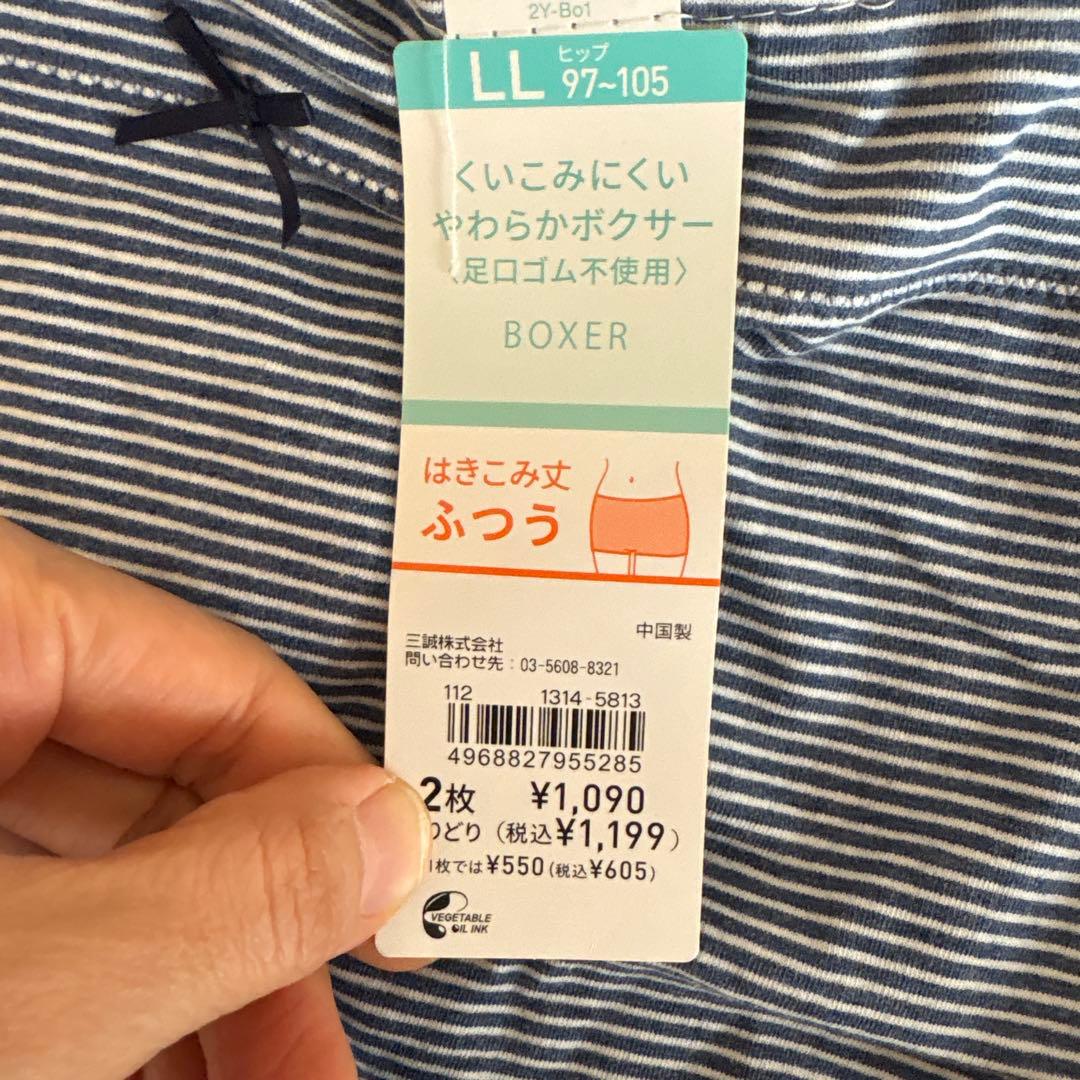 2Y-Bo1
LL ヒップ 97~105
くいこみにくい
やわらかボクサー
〈足口ゴム不使用〉
BOXER
はきこみ丈
ふつう
中国製
三誠株式会社
問い合わせ先：03-5608-8321
112 1314-5813
4968827955285
2枚 ¥1,090
どり（税込¥1,199）
枚では¥550(税込¥605)
VEGETABLE
OIL INK